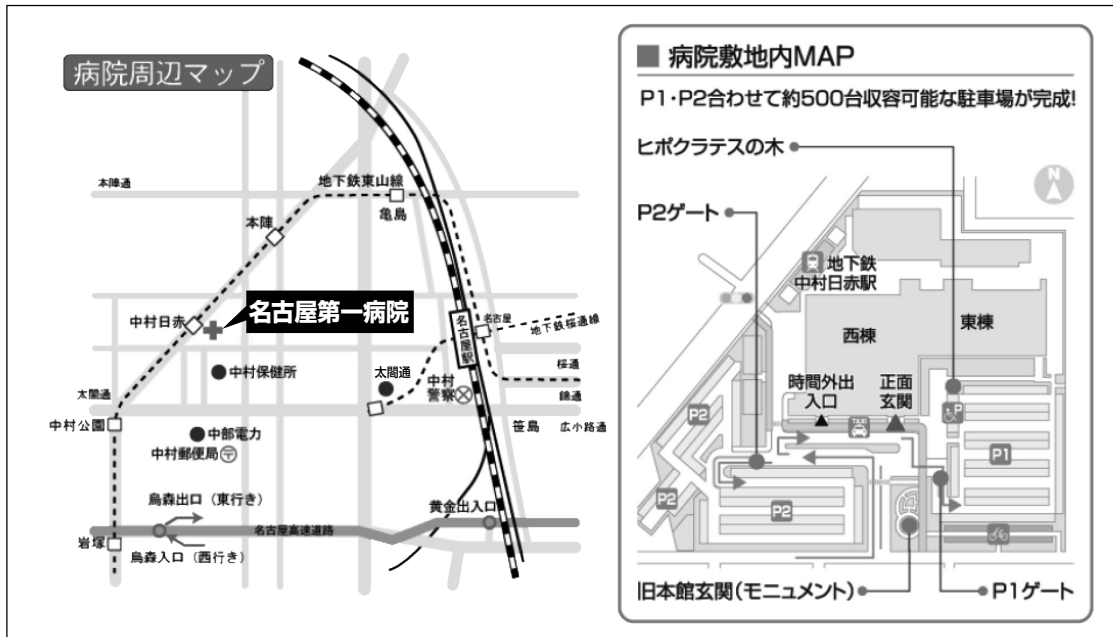 病院周辺マップ
本陣通
地下鉄東山線
亀島
本陣
中村日赤
名古屋第一病院
名古屋駅
名古屋
地下鉄桜通線
中村保健所
太閤通
中村
警察
桜通
錦通
太閤通
中村公園
笹島
広小路通
中部電力
中村郵便局
烏森出口(東行き)
黄金出入口
名古屋高速道路
岩塚
烏森入口(西行き)
病院敷地内MAP
P1・P2合わせて約500台収容可能な駐車場が完成!
ヒポクラテスの木
N
P2ゲート
地下鉄
中村日赤駅
西棟
東棟
時間外出
入口
正面
玄関
P
TAXI
P2
P1
P2
P2
旧本館玄関(モニュメント)
P1ゲート